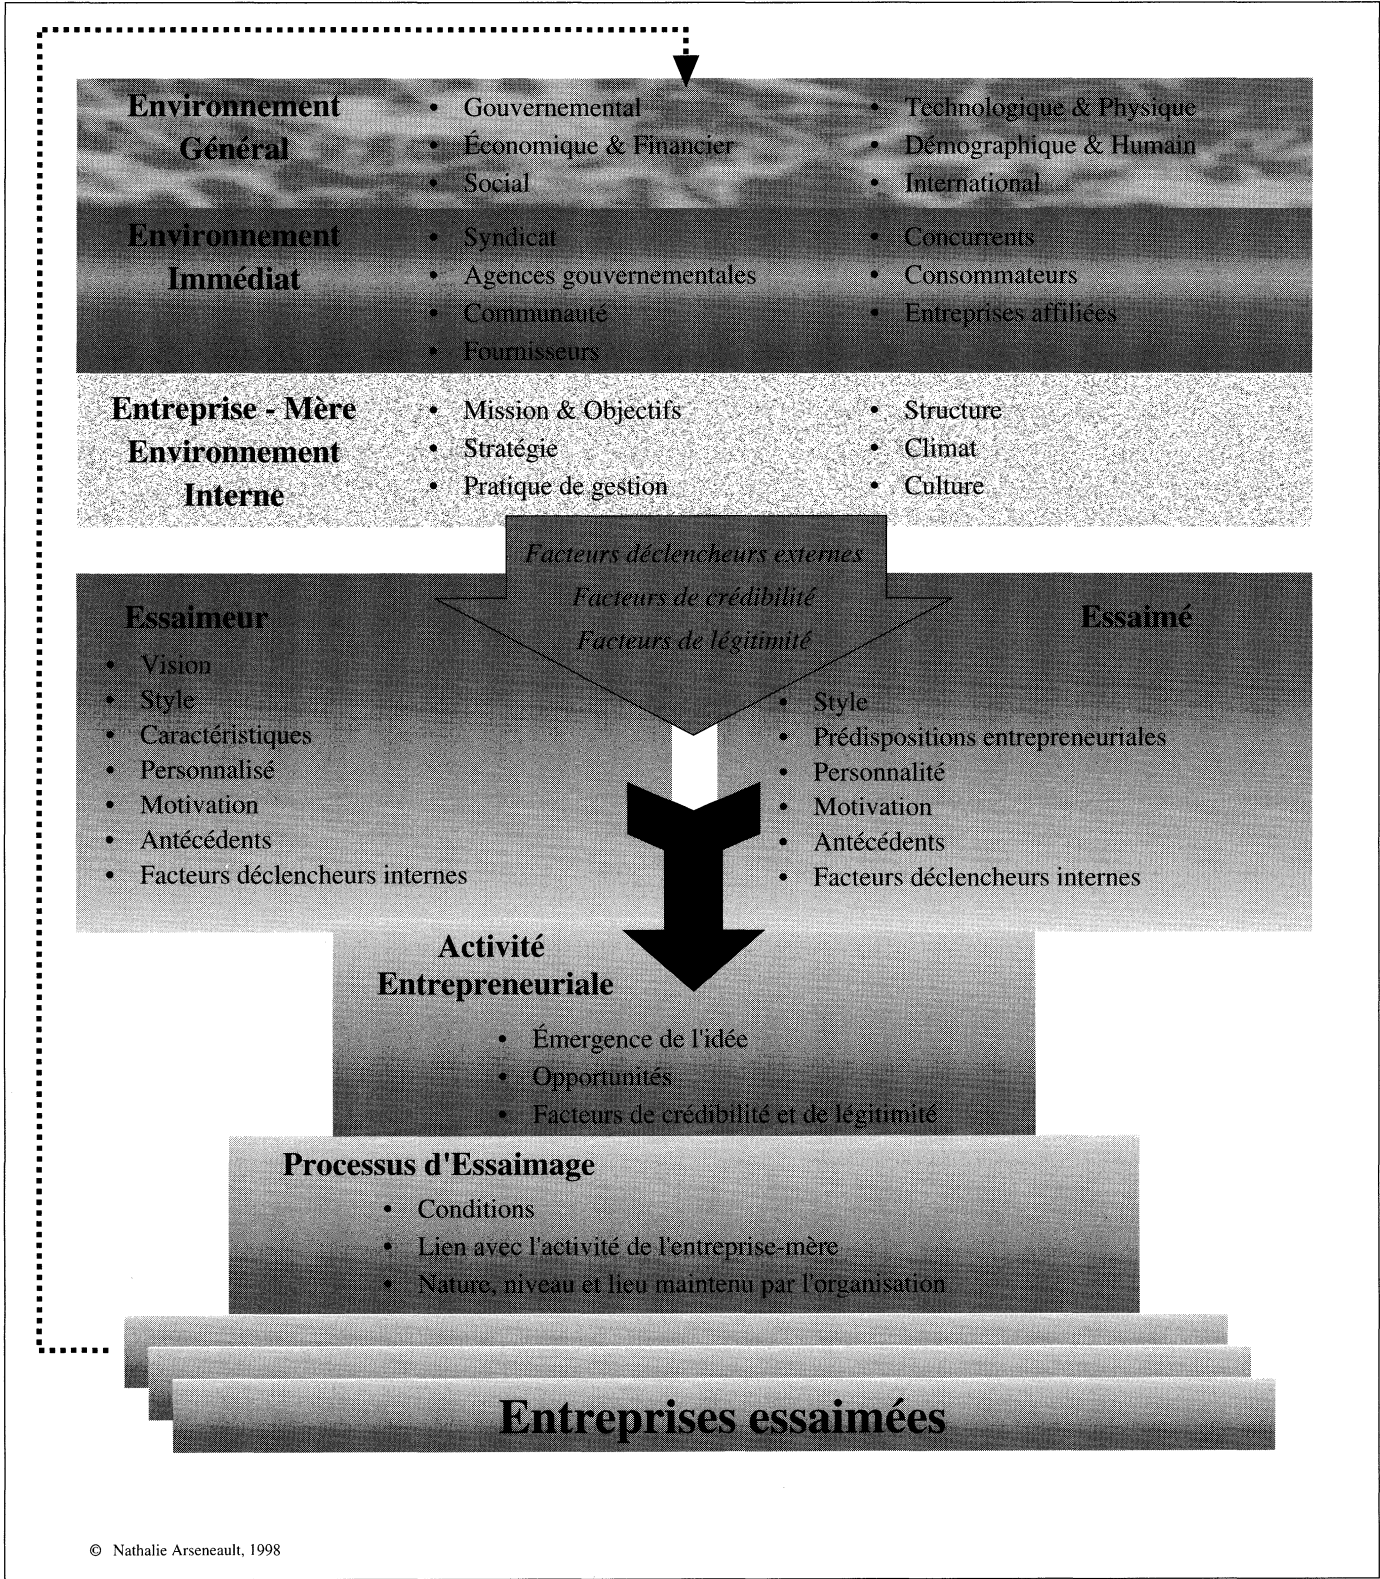 Environnement
Général
• Gouvernemental
• Économique & Financier
• Social
• Technologique & Physique
• Démographique & Humain
• International
Environnement
Immédiat
• Syndicat
• Agences gouvernementales
• Communauté
• Fournisseurs
• Concurrents
• Consommateurs
• Entreprises affiliées
Entreprise - Mère
Environnement
Interne
• Mission & Objectifs
• Stratégie
• Pratique de gestion
• Structure
• Climat
• Culture
Facteurs déclencheurs externes
Facteurs de crédibilité
Facteurs de légitimité
Essaimeur
• Vision
• Style
• Caractéristiques
• Personnalisé
• Motivation
• Antécédents
• Facteurs déclencheurs internes
Essaimé
• Style
• Prédispositions entrepreneuriales
• Personnalité
• Motivation
• Antécédents
• Facteurs déclencheurs internes
Activité
Entrepreneuriale
• Émergence de l'idée
• Opportunités
• Facteurs de crédibilité et de légitimité
Processus d'Essaimage
• Conditions
• Lien avec l'activité de l'entreprise-mère
• Nature, niveau et lieu maintenu par l'organisation
Entreprises essaimées
© Nathalie Arseneault, 1998